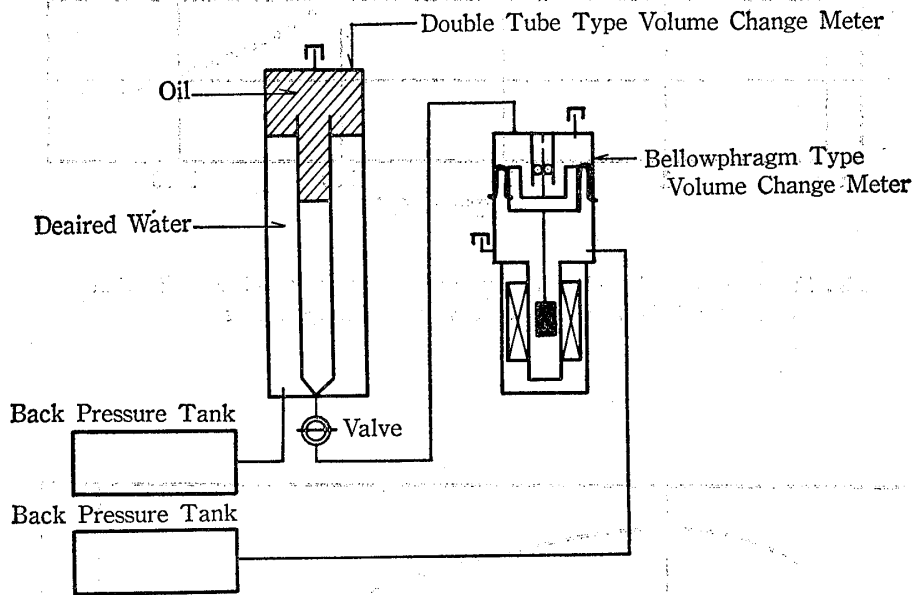 Double Tube Type Volume Change Meter
Oil
Bellowphragm Type
Volume Change Meter
Deaired Water
Back Pressure Tank
Valve
Back Pressure Tank